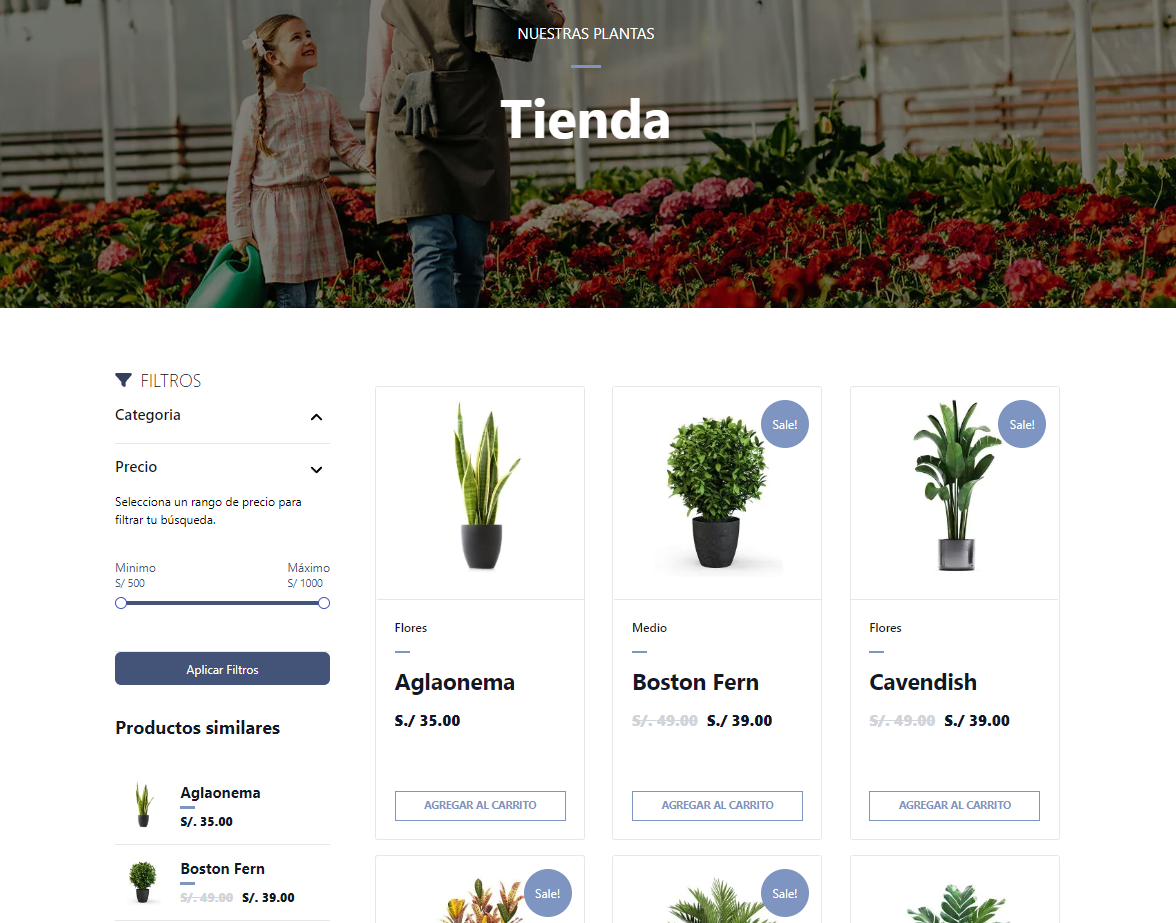 NUESTRAS PLANTAS
Tienda
FILTROS
Categoria
Precio
Selecciona un rango de precio para
filtrar tu búsqueda.
Minimo Máximo
S/ 500 S/ 1000
Aplicar Filtros
Productos similares
Aglaonema
S/. 35.00
Boston Fern
S/. 49.00 S/. 39.00
Flores
Aglaonema
S./ 35.00
AGREGAR AL CARRITO
Sale!
Medio
Boston Fern
S/. 49.00 S./ 39.00
AGREGAR AL CARRITO
Sale!
Flores
Cavendish
S/. 49.00 S./ 39.00
AGREGAR AL CARRITO
Sale!
Sale!